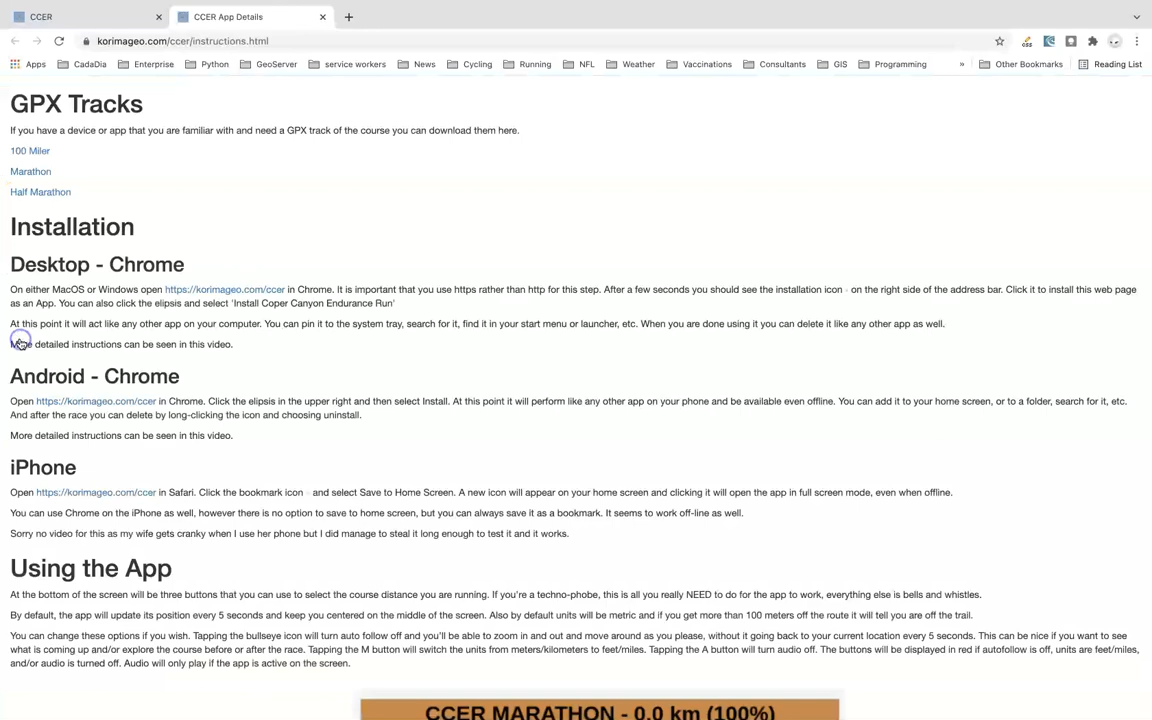 CCER
CCER App Details
korimageo.com/ccer/instructions.html
Apps CadaDia Enterprise Python GeoServer service workers News Cycling Running NFL Weather Vaccinations Consultants GIS Programming » Other Bookmarks Reading List
GPX Tracks
If you have a device or app that you are familiar with and need a GPX track of the course you can download them here.
100 Miler
Marathon
Half Marathon
Installation
Desktop - Chrome
On either MacOS or Windows open https://korimageo.com/ccer in Chrome. It is important that you use https rather than http for this step. After a few seconds you should see the installation icon on the right side of the address bar. Click it to install this web page
as an App. You can also click the elipsis and select 'Install Coper Canyon Endurance Run'
At this point it will act like any other app on your computer. You can pin it to the system tray, search for it, find it in your start menu or launcher, etc. When you are done using it you can delete it like any other app as well.
More detailed instructions can be seen in this video.
Android - Chrome
Open https://korimageo.com/ccer in Chrome. Click the elipsis in the upper right and then select Install. At this point it will perform like any other app on your phone and be available even offline. You can add it to your home screen, or to a folder, search for it, etc.
And after the race you can delete by long-clicking the icon and choosing uninstall.
More detailed instructions can be seen in this video.
iPhone
Open https://korimageo.com/ccer in Safari. Click the bookmark icon and select Save to Home Screen. A new icon will appear on your home screen and clicking it will open the app in full screen mode, even when offline.
You can use Chrome on the iPhone as well, however there is no option to save to home screen, but you can always save it as a bookmark. It seems to work off-line as well.
Sorry no video for this as my wife gets cranky when I use her phone but I did manage to steal it long enough to test it and it works.
Using the App
At the bottom of the screen will be three buttons that you can use to select the course distance you are running. If you're a techno-phobe, this is all you really NEED to do for the app to work, everything else is bells and whistles.
By default, the app will update its position every 5 seconds and keep you centered on the middle of the screen. Also by default units will be metric and if you get more than 100 meters off the route it will tell you are off the trail.
You can change these options if you wish. Tapping the bullseye icon will turn auto follow off and you'll be able to zoom in and out and move around as you please, without it going back to your current location every 5 seconds. This can be nice if you want to see
what is coming up and/or explore the course before or after the race. Tapping the M button will switch the units from meters/kilometers to feet/miles. Tapping the A button will turn audio off. The buttons will be displayed in red if autofollow is off, units are feet/miles,
and/or audio is turned off. Audio will only play if the app is active on the screen.
CCER MARATHON - 0.0 km (100%)